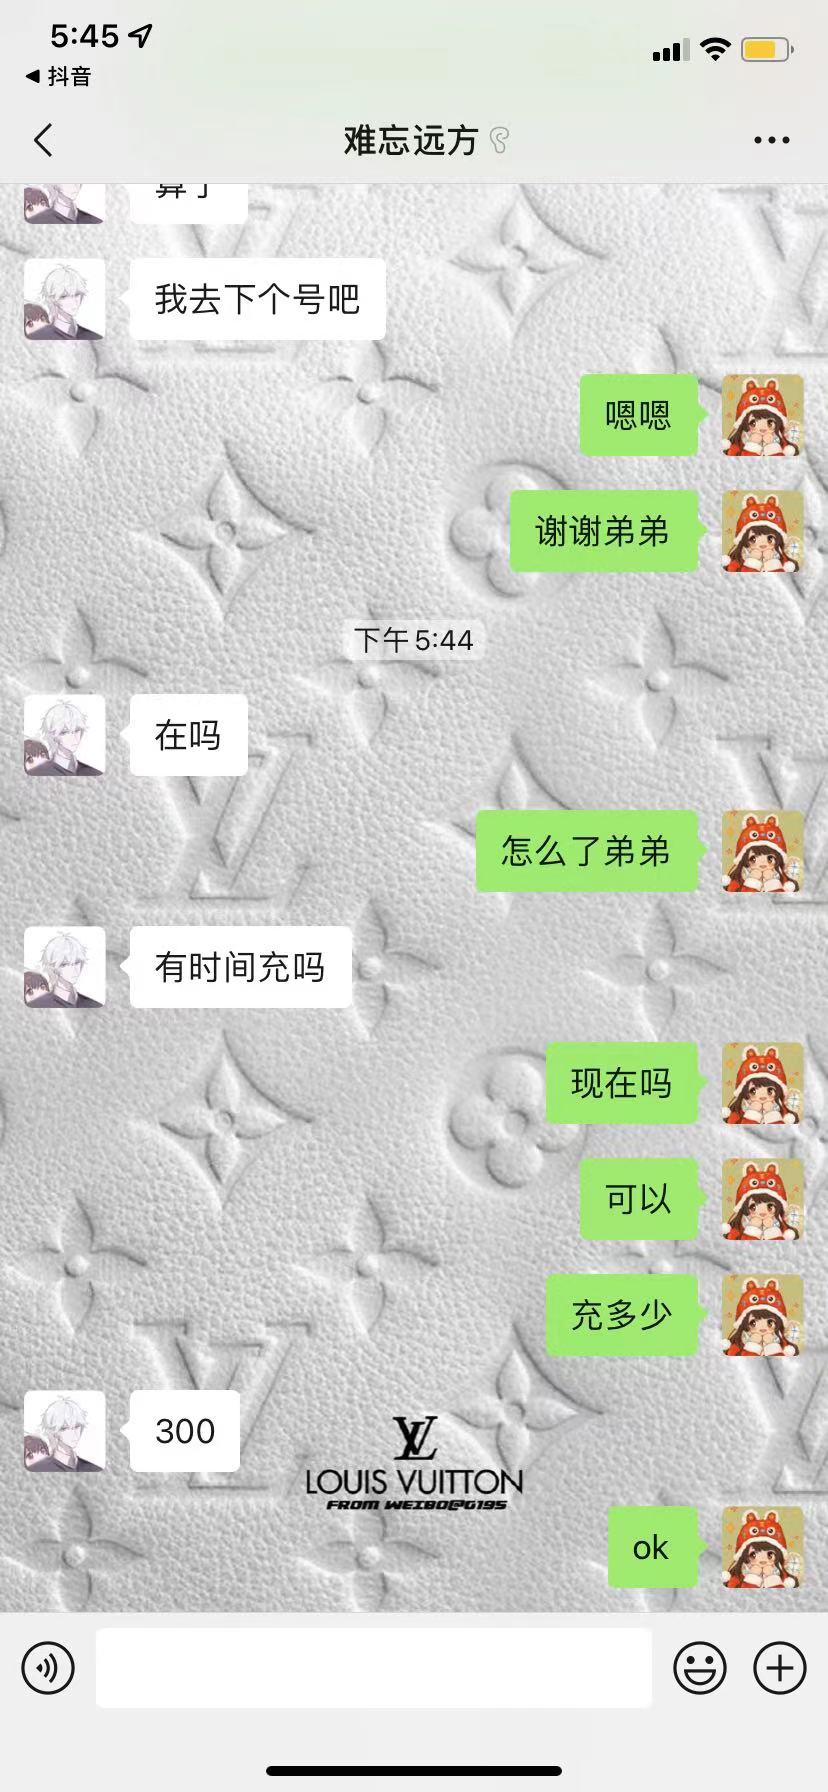 5:45
抖音
难忘远方
算了
我去下个号吧
嗯嗯
谢谢弟弟
下午 5:44
在吗
怎么了弟弟
有时间充吗
现在吗
可以
充多少
300
LV
LOUIS VUITTON
FROM WEIBO@G195
ok